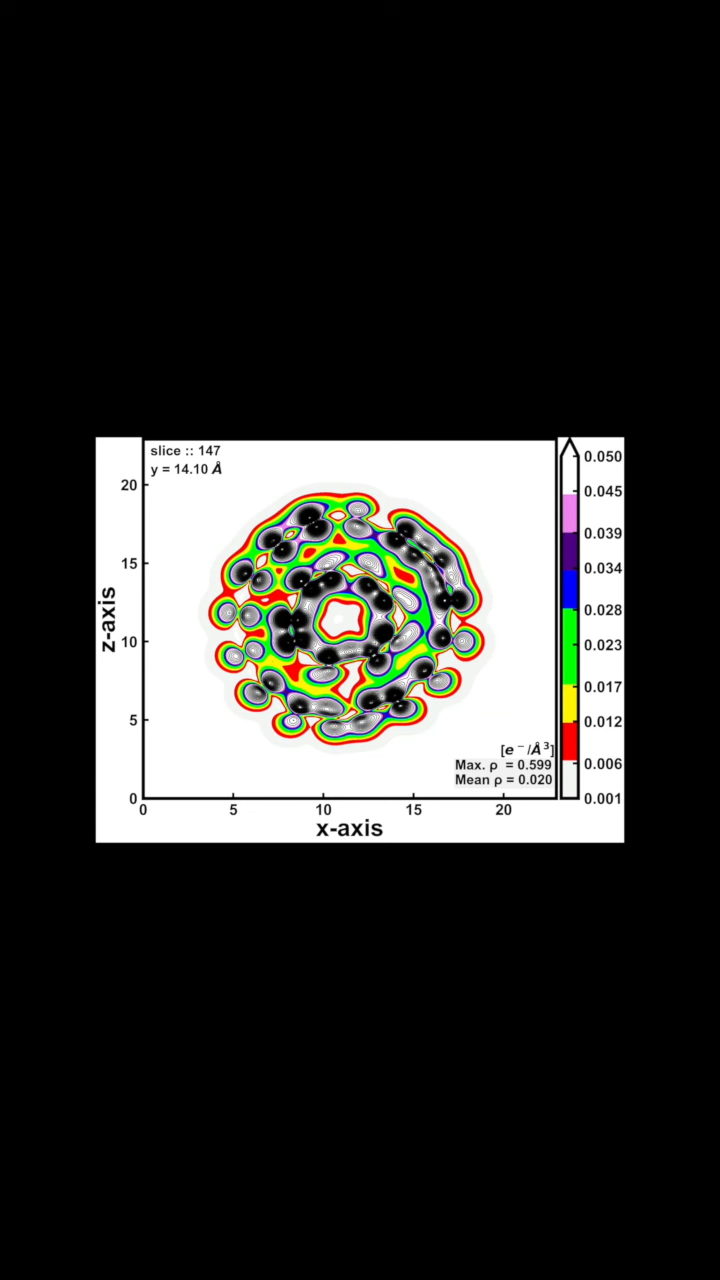 slice :: 147
y = 14.10 Å
20
15
10
5
0
z-axis
0 5 10 15 20
x-axis
[e⁻/Å³]
Max. ρ = 0.599
Mean ρ = 0.020
0.050
0.045
0.039
0.034
0.028
0.023
0.017
0.012
0.006
0.001